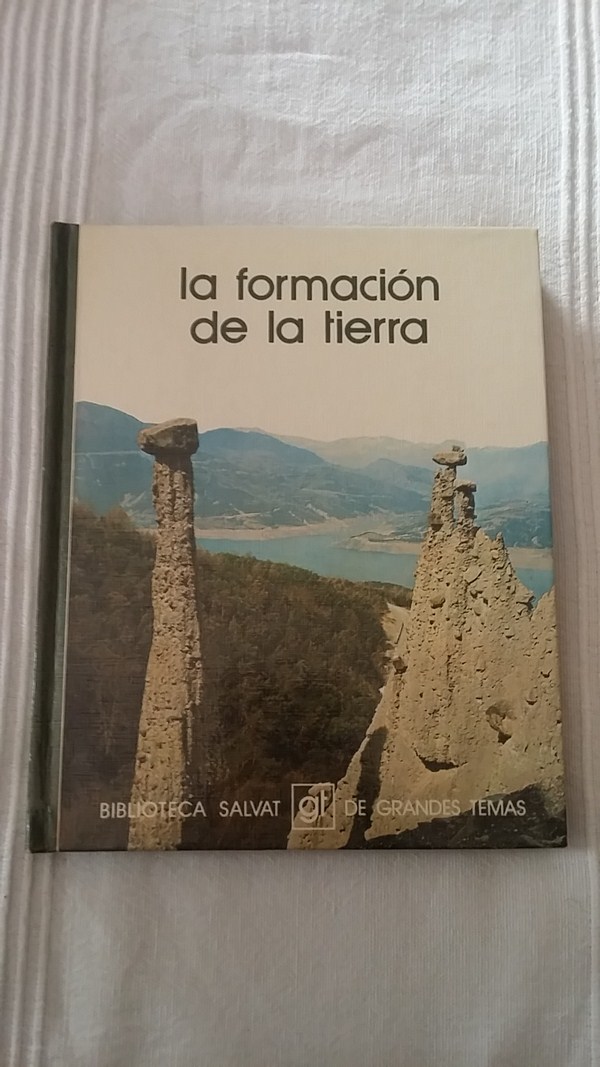 la formación
de la tierra
BIBLIOTECA SALVAT gt DE GRANDES TEMAS